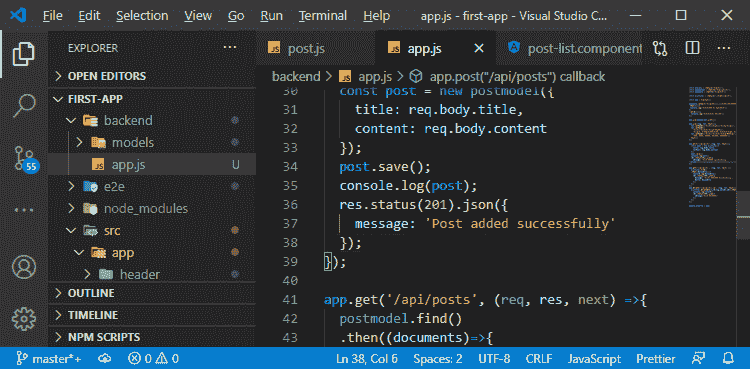 File Edit View Go Run Terminal Help app.js - first-app - Visual Studio C...
EXPLORER
OPEN EDITORS
FIRST-APP
backend
models
JS app.js U
e2e
node_modules
src
app
header
OUTLINE
TIMELINE
NPM SCRIPTS
55
JS post.js
JS app.js
post-list.component
backend > JS app.js > app.post("/api/posts") callback
30 const post = new postmodel({
31 title: req.body.title,
32 content: req.body.content
33 });
34 post.save();
35 console.log(post);
36 res.status(201).json({
37 message: 'Post added successfully'
38 });
39 });
40
41 app.get('/api/posts', (req, res, next) =>{
42 postmodel.find()
43 .then((documents)=>{
master*+ 0 0 Ln 38, Col 6 Spaces: 2 UTF-8 CRLF JavaScript Prettier